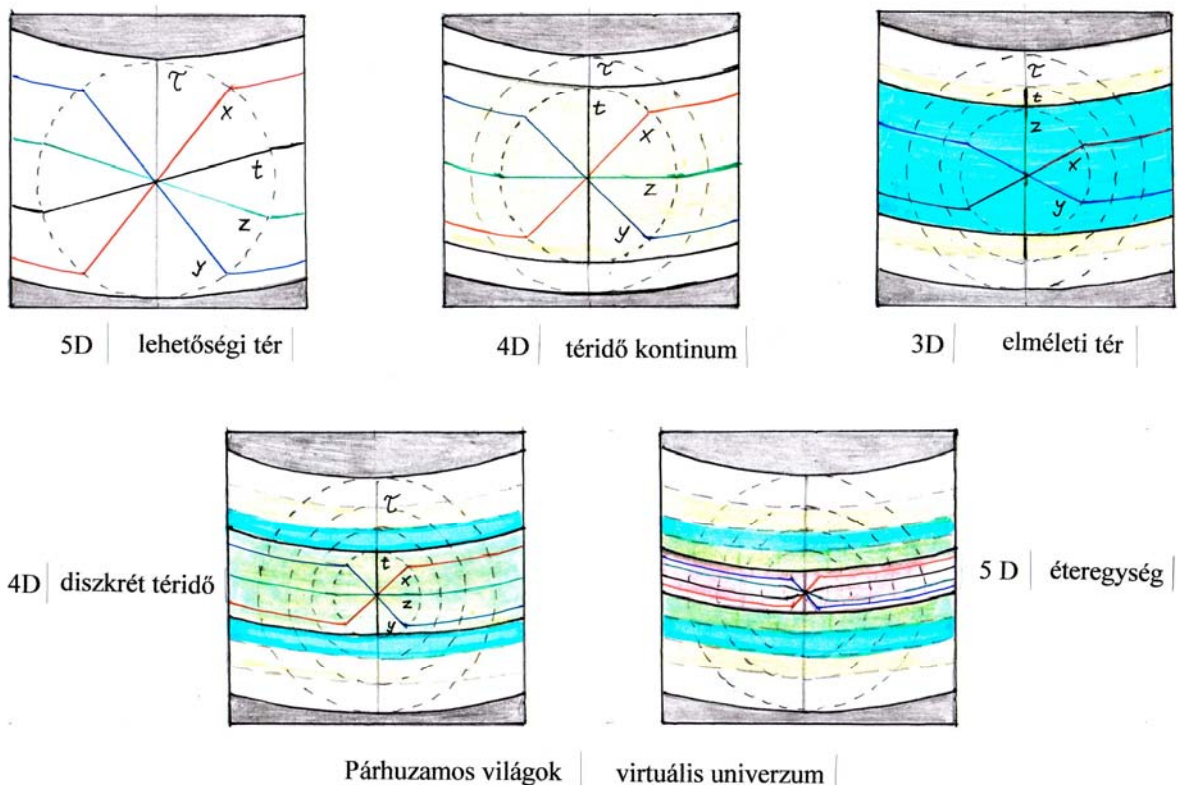 τ
x
t
z
y
τ
t
x
z
y
τ
t
z
x
y
5D lehetőségi tér
4D téridő kontinum
3D elméleti tér
τ
t
x
z
y
4D diszkrét téridő
5 D éteregység
Párhuzamos világok virtuális univerzum